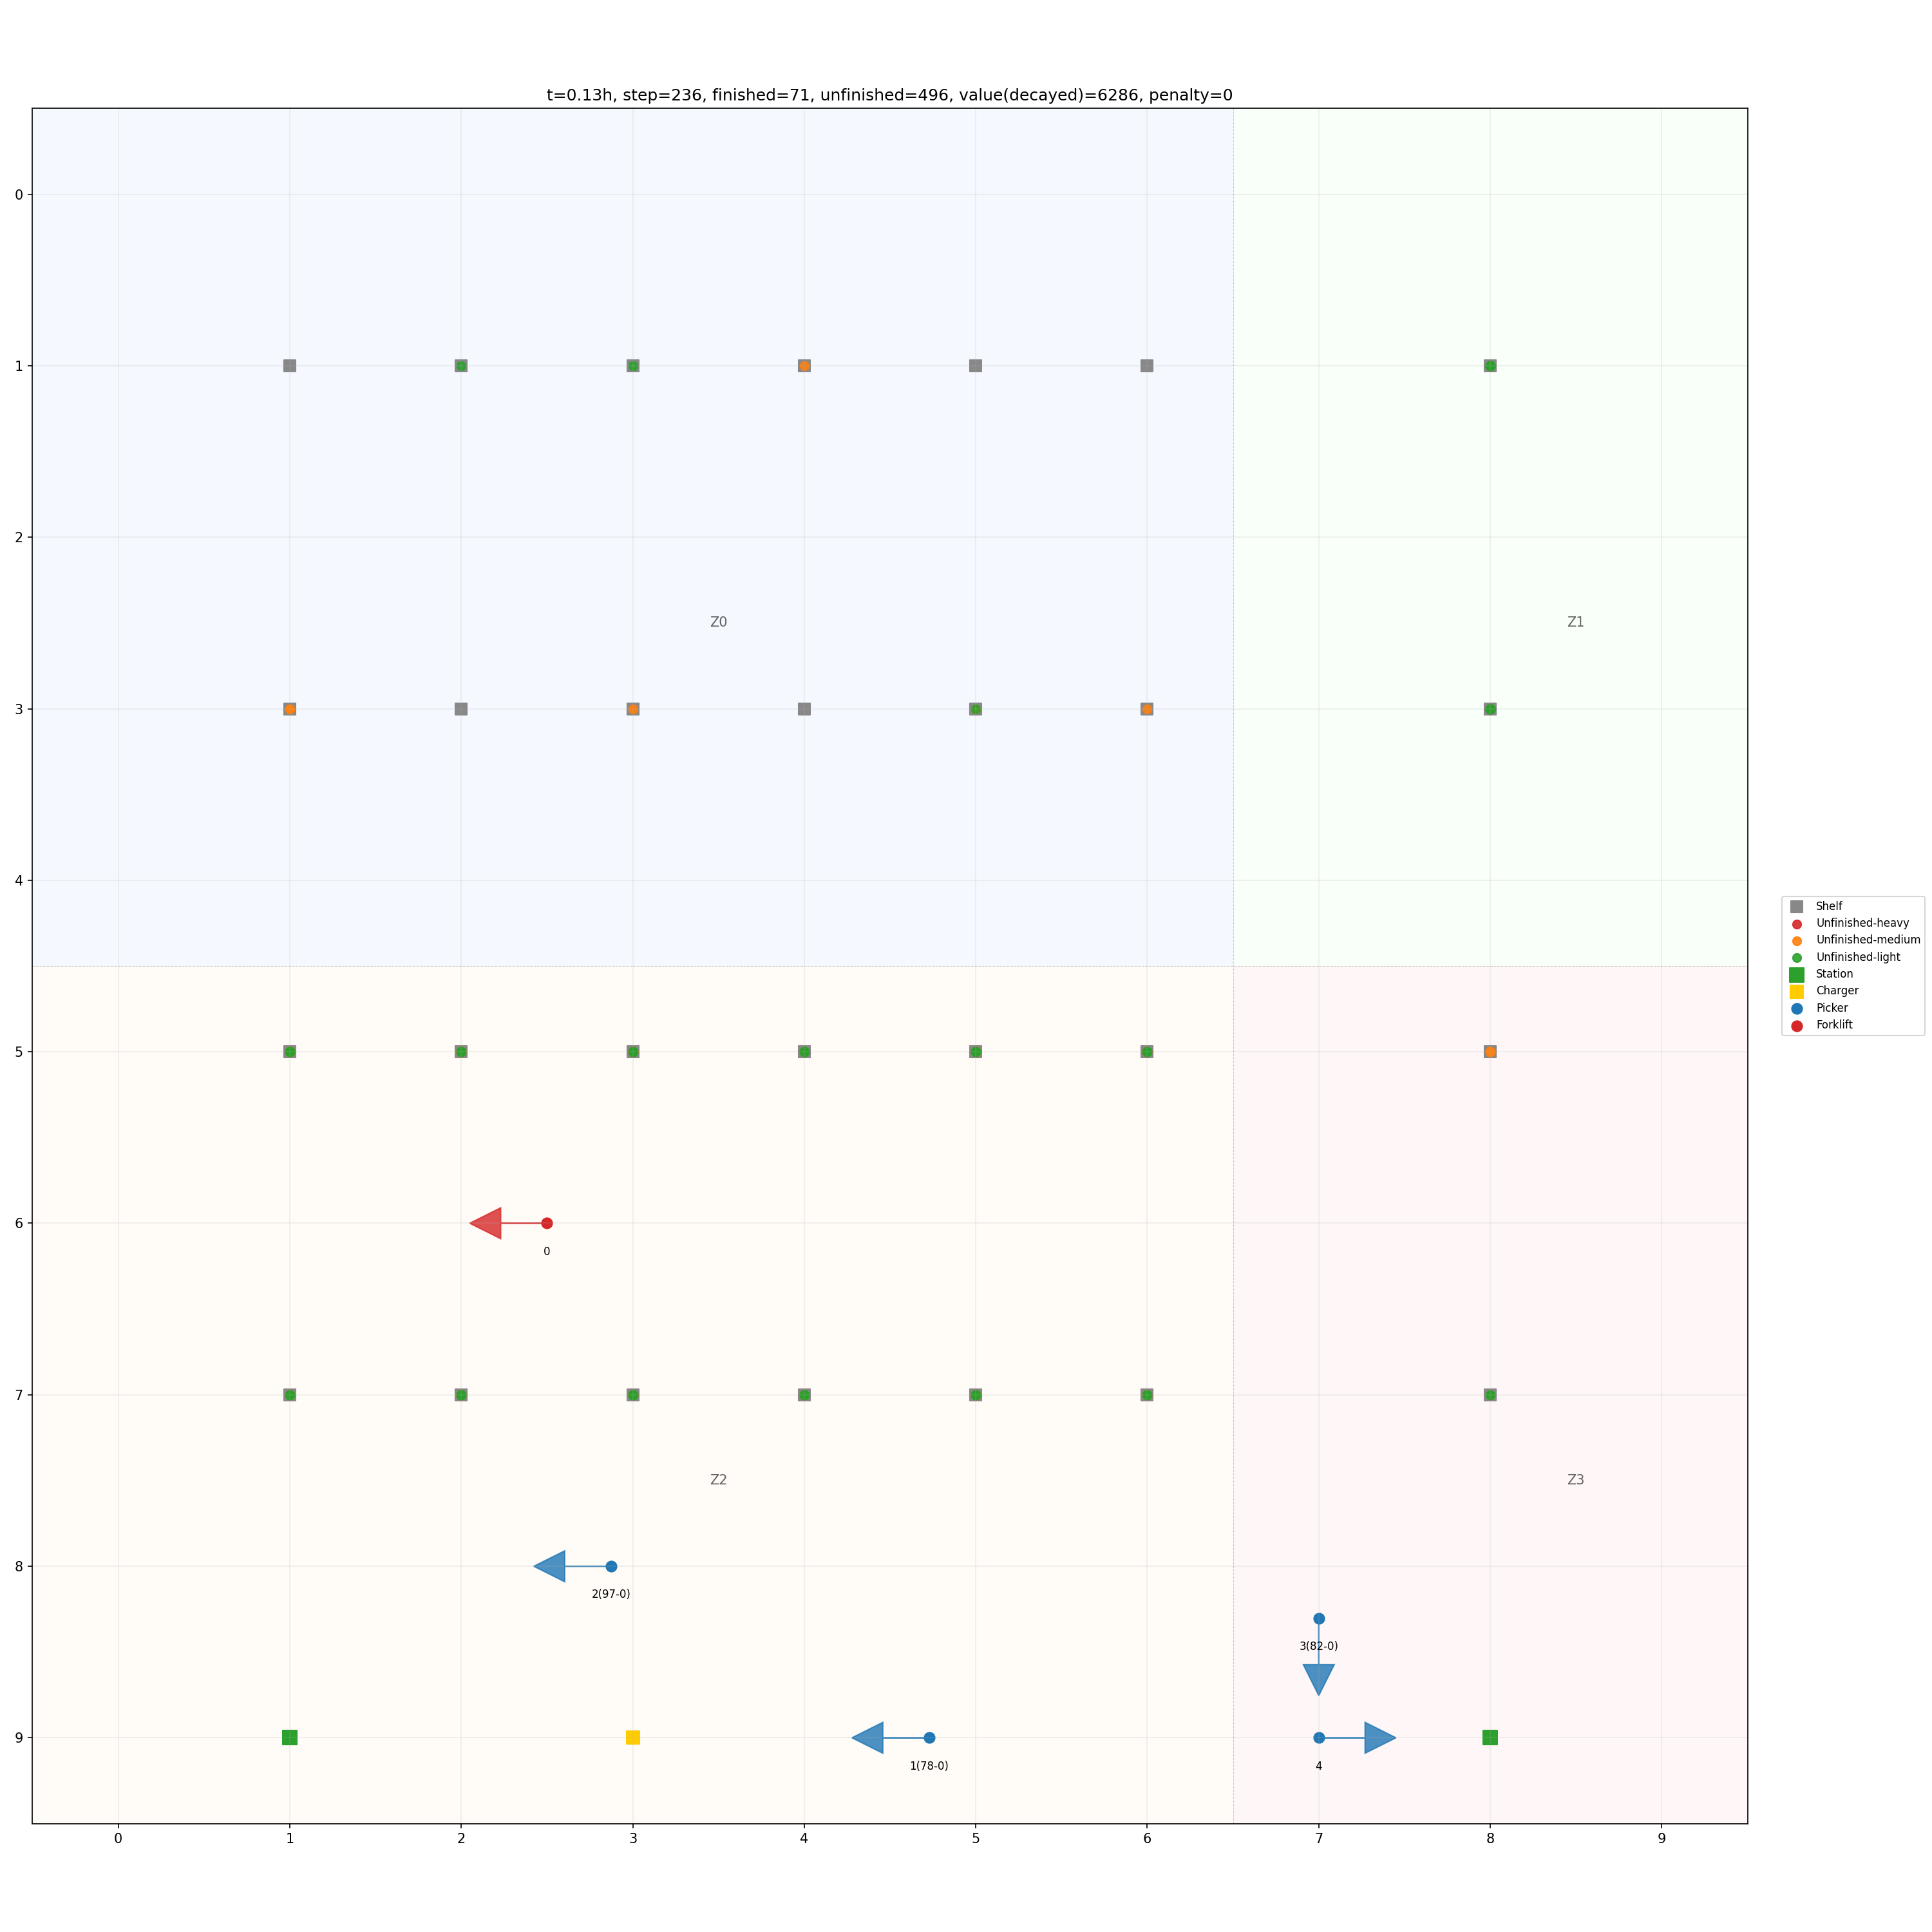 t=0.13h, step=236, finished=71, unfinished=496, value(decayed)=6286, penalty=0
0
1
2
Z0
Z1
3
4
Shelf
Unfinished-heavy
Unfinished-medium
Unfinished-light
Station
Charger
Picker
Forklift
5
6
0
7
Z2
Z3
8
2(97-0)
3(82-0)
9
1(78-0)
4
0 1 2 3 4 5 6 7 8 9